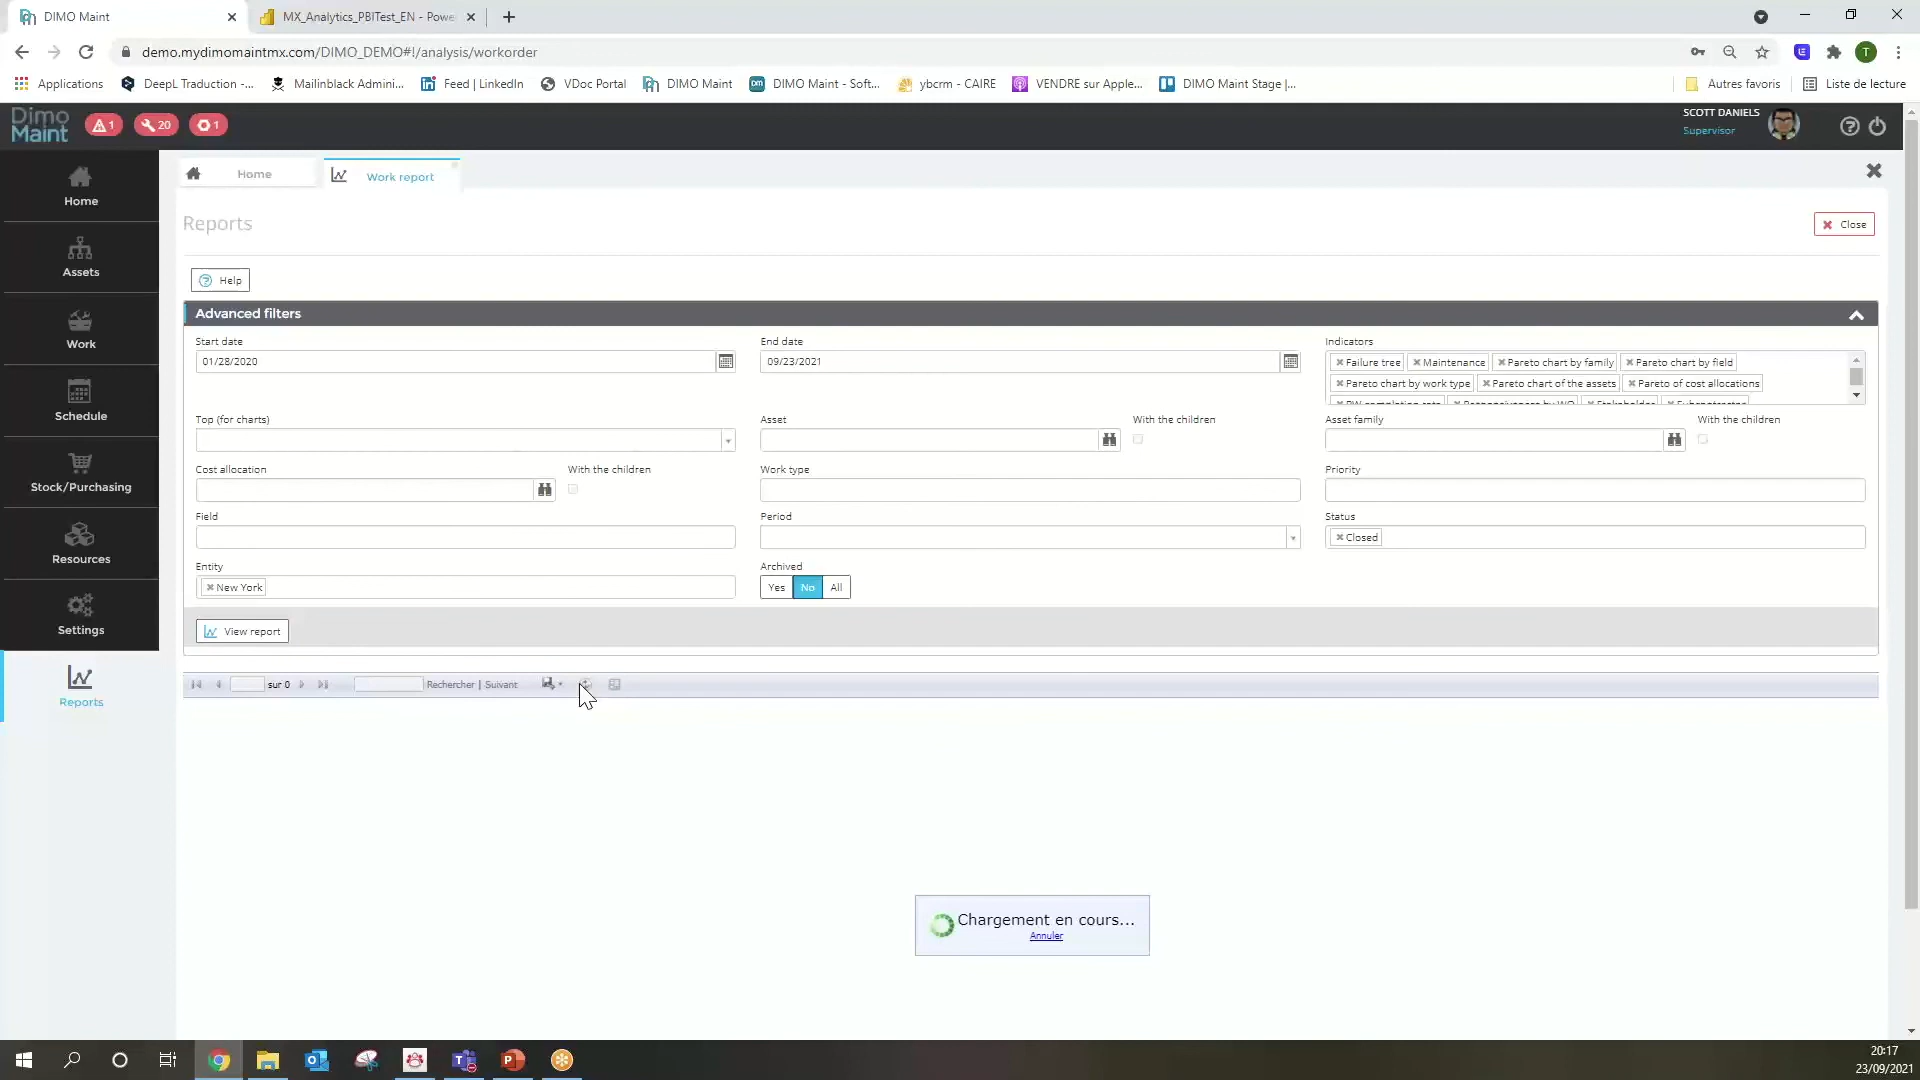 DIMO Maint
MX_Analytics_PBITest_EN - Powe
demo.mydimomaintmx.com/DIMO_DEMO#!/analysis/workorder
T
Applications
DeepL Traduction -...
Mailinblack Admini...
Feed | LinkedIn
VDoc Portal
DIMO Maint
DIMO Maint - Soft...
ybcrm - CAIRE
VENDRE sur Apple...
DIMO Maint Stage |...
Autres favoris
Liste de lecture
Dimo
Maint
1
20
1
SCOTT DANIELS
Supervisor
Home
Assets
Work
Schedule
Stock/Purchasing
Resources
Settings
Reports
Home
Work report
Reports
Close
Help
Advanced filters
Start date
01/28/2020
End date
09/23/2021
Indicators
Failure tree
Maintenance
Pareto chart by family
Pareto chart by field
Pareto chart by work type
Pareto chart of the assets
Pareto of cost allocations
Top (for charts)
Asset
With the children
Asset family
With the children
Cost allocation
With the children
Work type
Priority
Field
Period
Status
Closed
Entity
New York
Archived
Yes
No
All
View report
sur 0
Rechercher | Suivant
Chargement en cours...
Annuler
20:17
23/09/2021